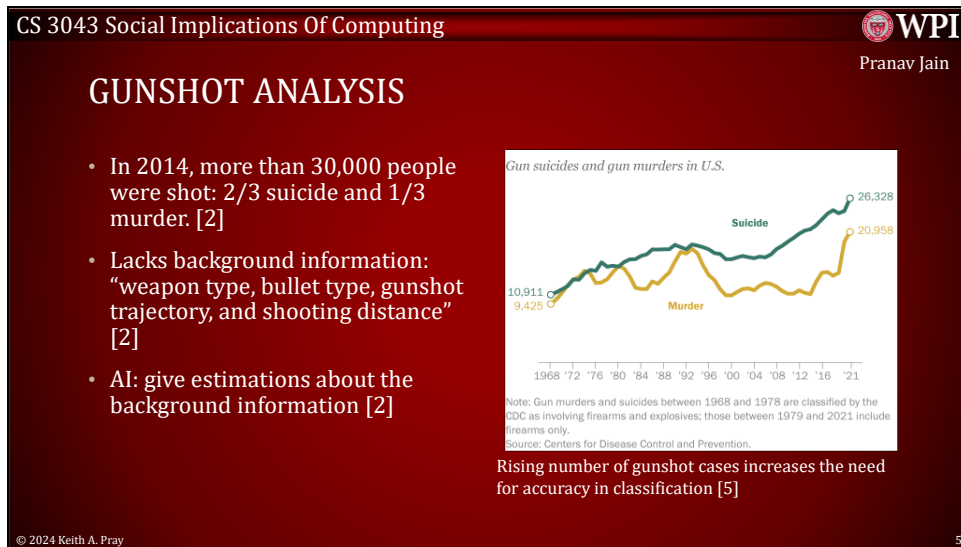 CS 3043 Social Implications Of Computing
WPI
Pranav Jain
GUNSHOT ANALYSIS
• In 2014, more than 30,000 people
were shot: 2/3 suicide and 1/3
murder. [2]
• Lacks background information:
“weapon type, bullet type, gunshot
trajectory, and shooting distance”
[2]
• AI: give estimations about the
background information [2]
Gun suicides and gun murders in U.S.
26,328
Suicide
20,958
10,911
9,425
Murder
1968 ’72 ’76 ’80 ’84 ’88 ’92 ’96 ’00 ’04 ’08 ’12 ’16 ’21
Note: Gun murders and suicides between 1968 and 1978 are classified by the
CDC as involving firearms and explosives; those between 1979 and 2021 include
firearms only.
Source: Centers for Disease Control and Prevention.
Rising number of gunshot cases increases the need
for accuracy in classification [5]
© 2024 Keith A. Pray
5